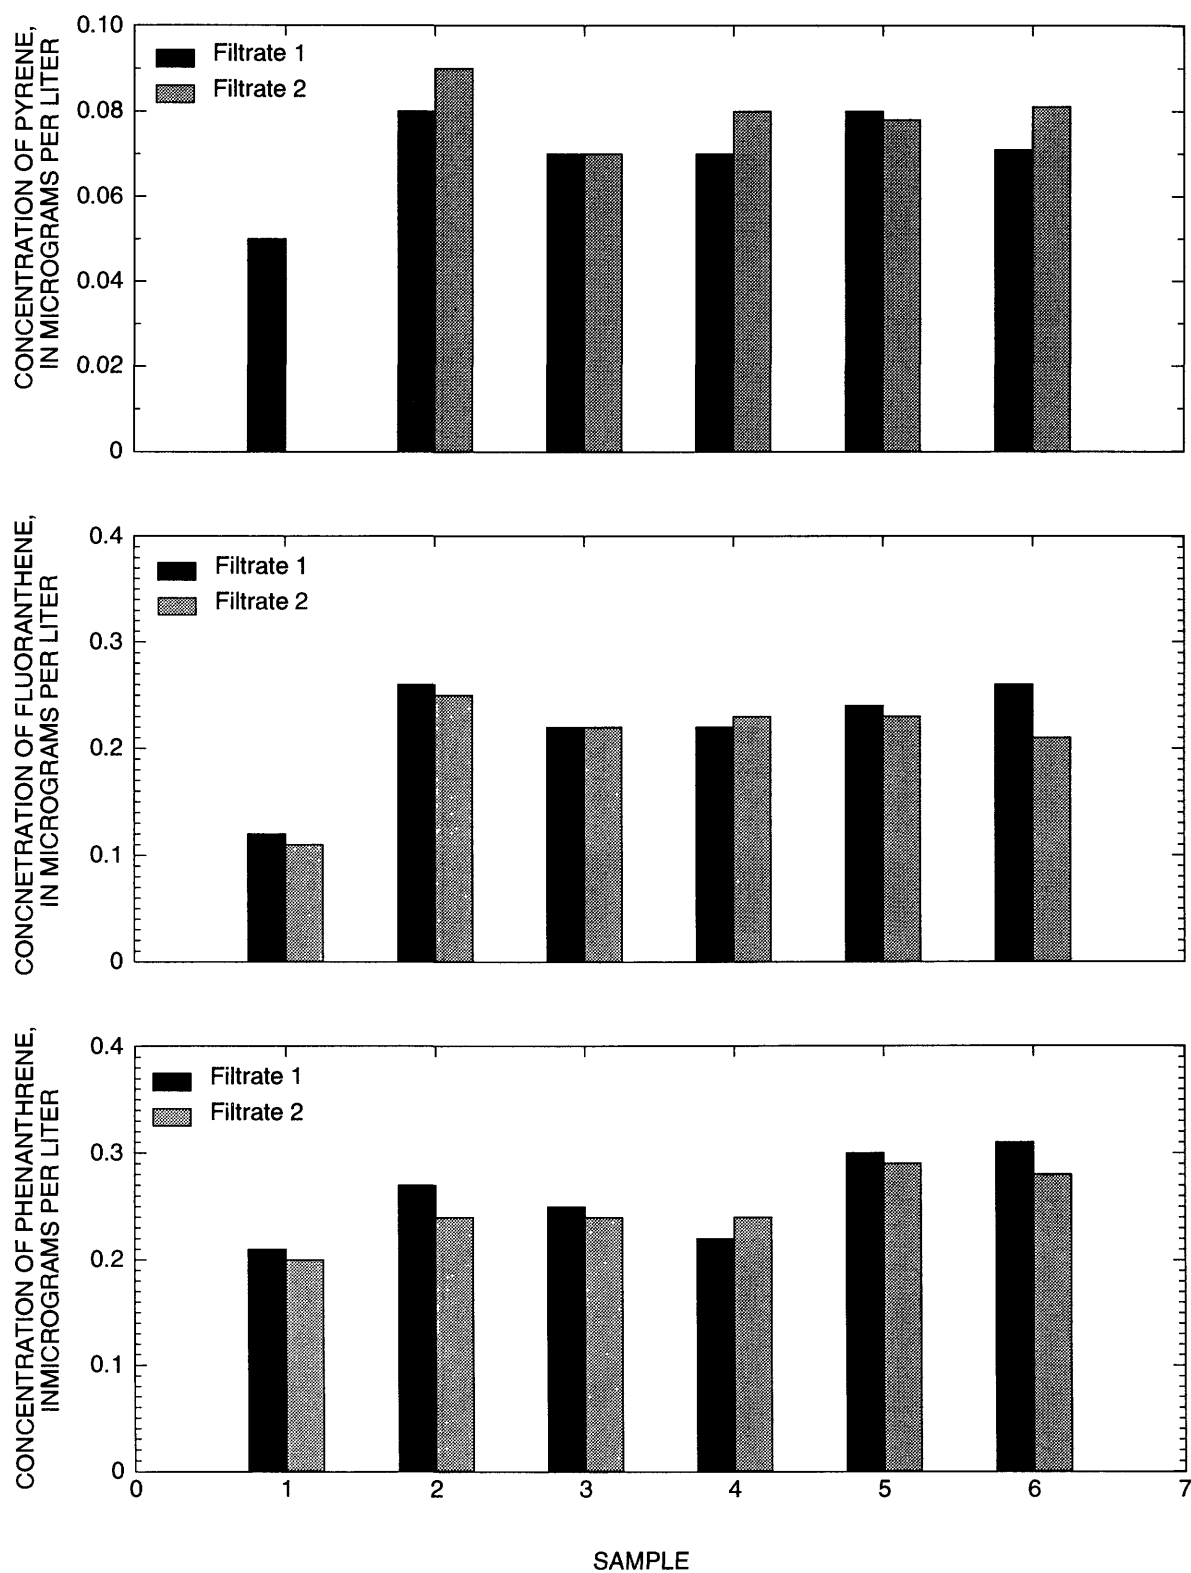 CONCENTRATION OF PYRENE,
IN MICROGRAMS PER LITER
0.10
0.08
0.06
0.04
0.02
0
Filtrate 1
Filtrate 2
CONCNETRATION OF FLUORANTHENE,
IN MICROGRAMS PER LITER
0.4
0.3
0.2
0.1
0
Filtrate 1
Filtrate 2
CONCENTRATION OF PHENANTHRENE,
INMICROGRAMS PER LITER
0.4
0.3
0.2
0.1
0
Filtrate 1
Filtrate 2
0 1 2 3 4 5 6 7
SAMPLE